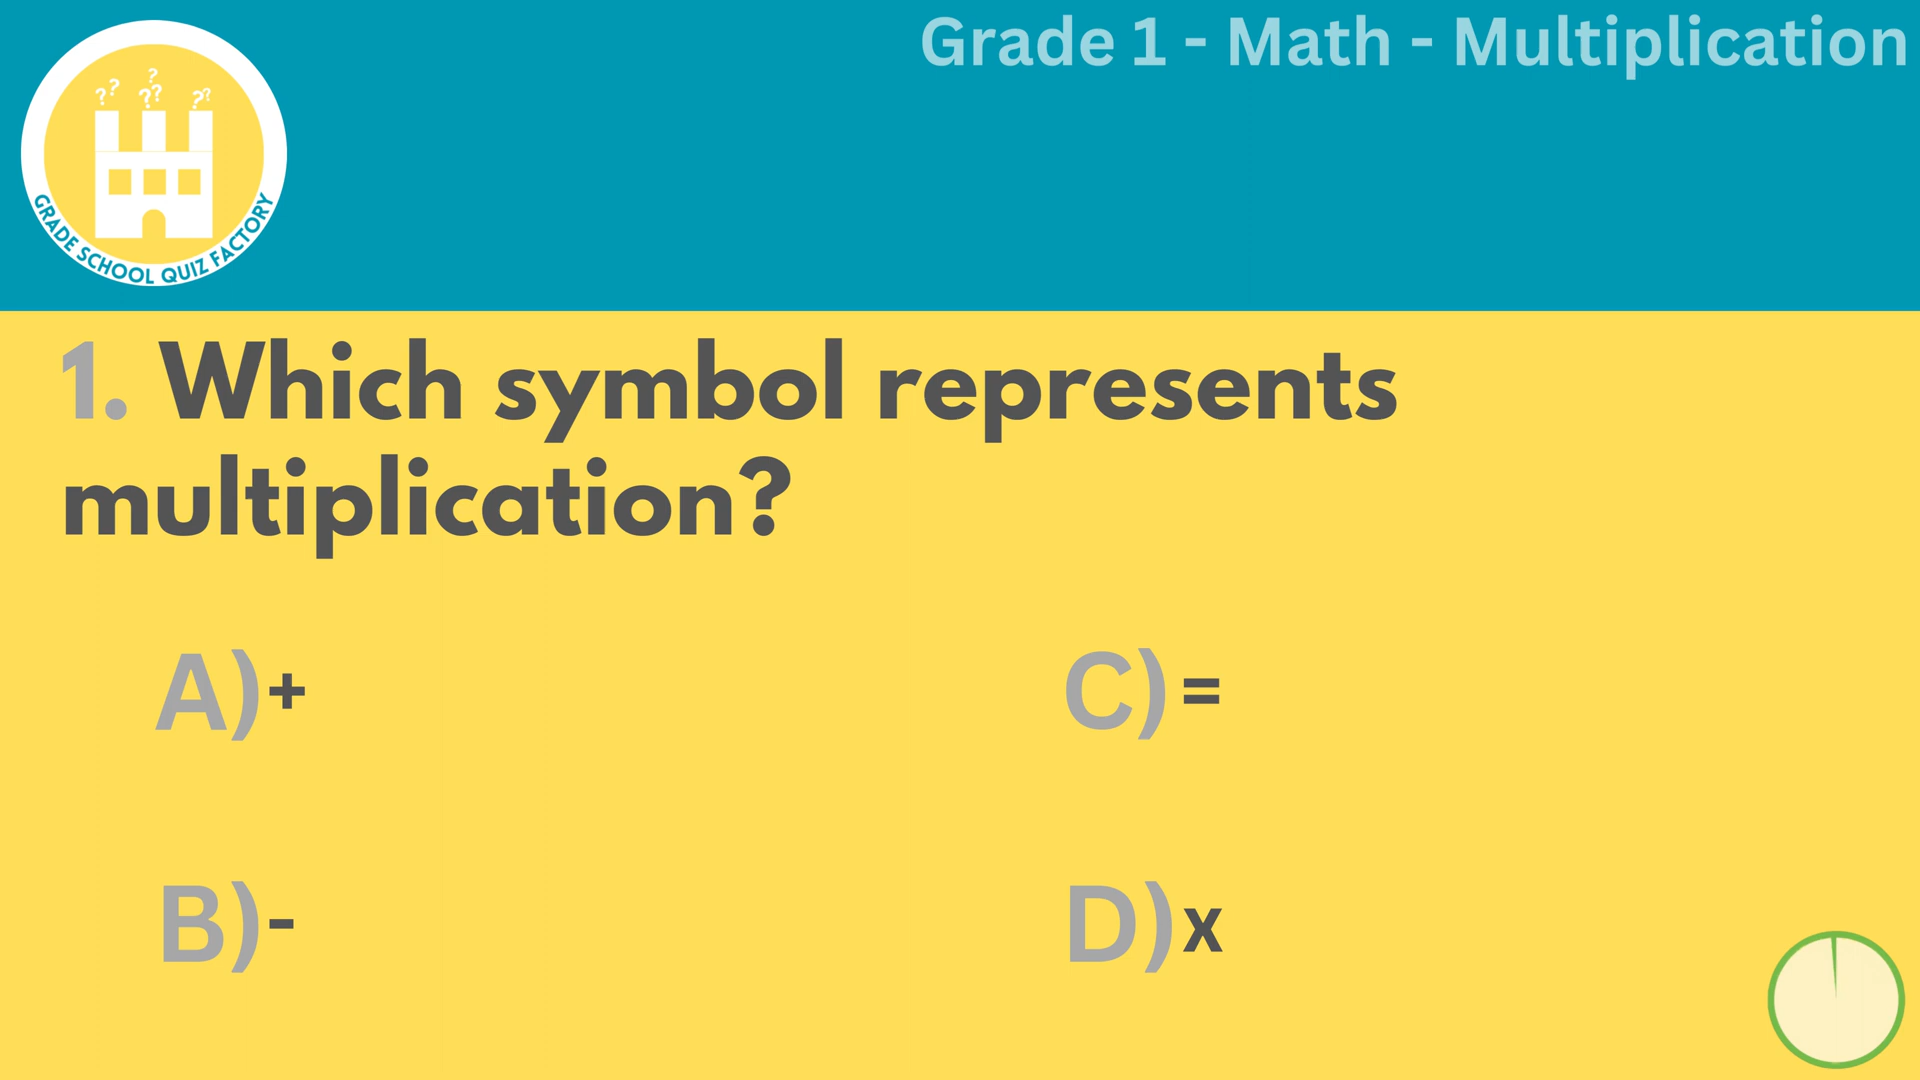 Grade 1 - Math - Multiplication
? ? ? ? ? ? ?
GRADE SCHOOL QUIZ FACTORY
1. Which symbol represents
multiplication?
A) +
C) =
B) -
D) x